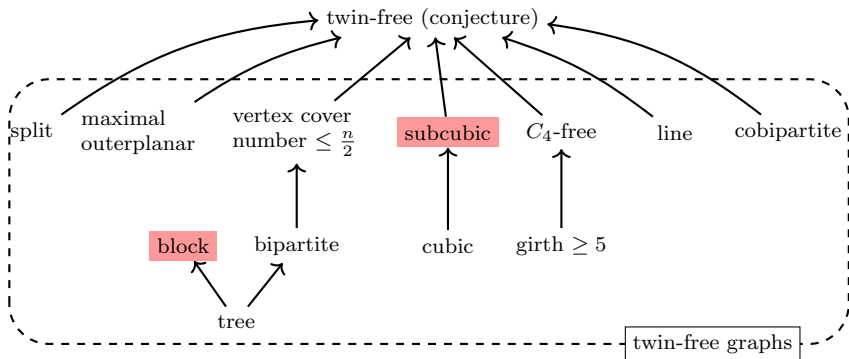 twin-free (conjecture)
split
maximal
outerplanar
vertex cover
number ≤ n/2
subcubic
C₄-free
line
cobipartite
block
bipartite
cubic
girth ≥ 5
tree
twin-free graphs